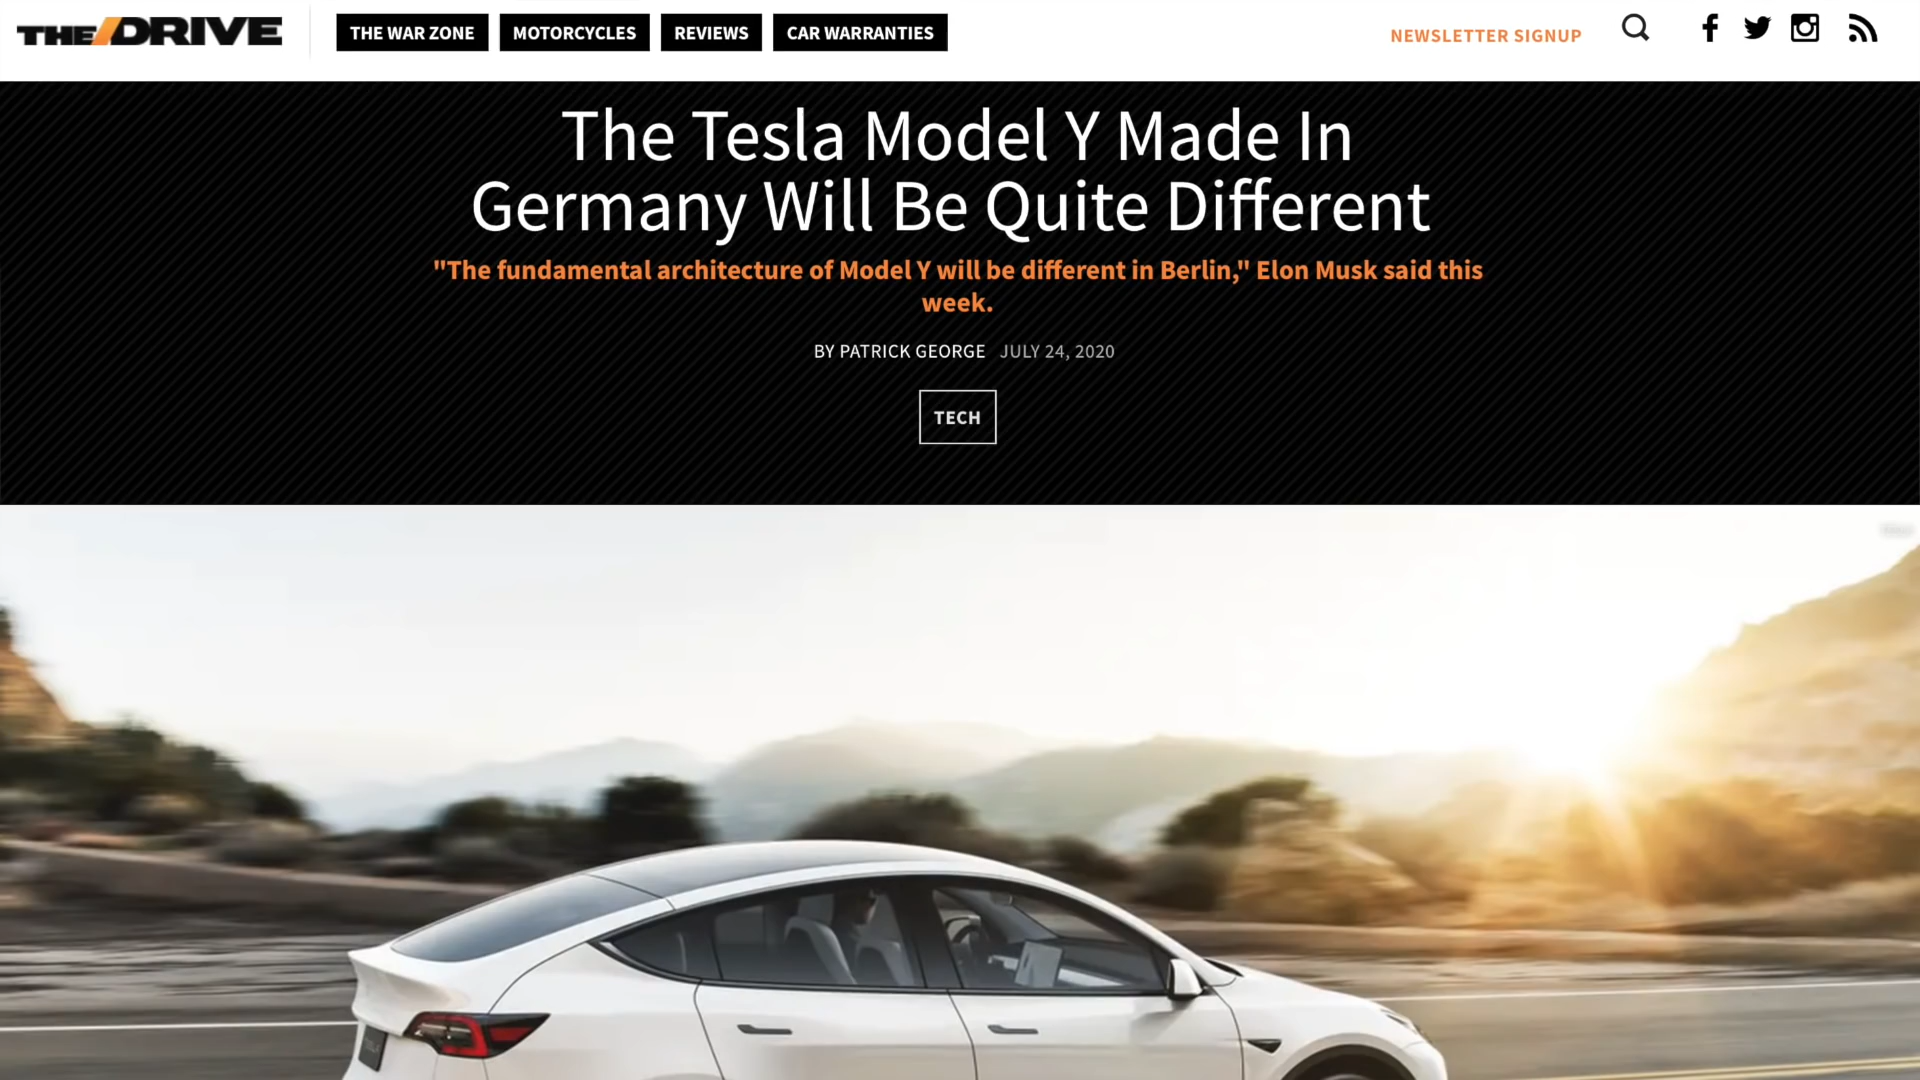 THE/DRIVE
THE WAR ZONE
MOTORCYCLES
REVIEWS
CAR WARRANTIES
NEWSLETTER SIGNUP
The Tesla Model Y Made In
Germany Will Be Quite Different
"The fundamental architecture of Model Y will be different in Berlin," Elon Musk said this
week.
BY PATRICK GEORGE JULY 24, 2020
TECH